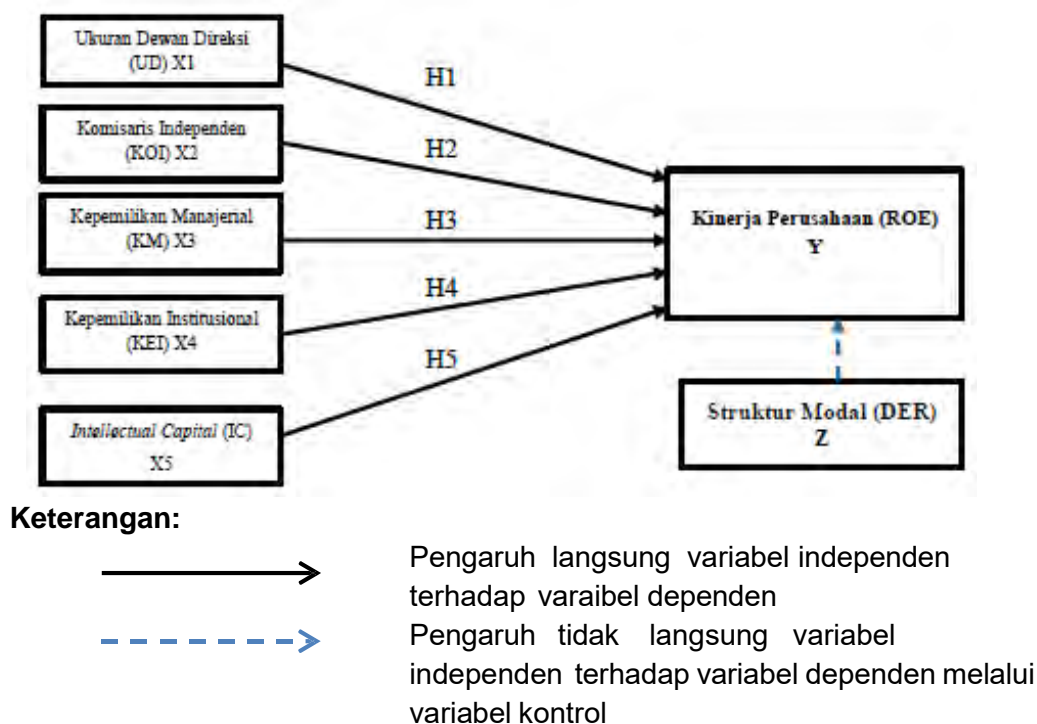 Ukuran Dewan Direksi
(UD) X1
H1
Komisaris Independen
(KOI) X2
H2
Kepemilikan Manajerial
(KM) X3
H3
Kepemilikan Institusional
(KEI) X4
H4
Intellectual Capital (IC)
X5
H5
Kinerja Perusahaan (ROE)
Y
Struktur Modal (DER)
Z
Keterangan:
Pengaruh langsung variabel independen
terhadap varaibel dependen
Pengaruh tidak langsung variabel
independen terhadap variabel dependen melalui
variabel kontrol